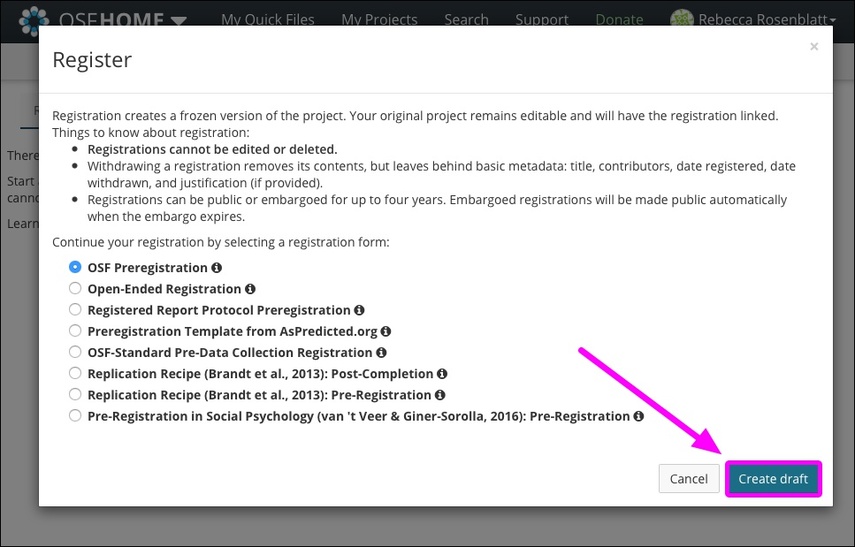 OSFHOME
My Quick Files
My Projects
Search
Support
Donate
Rebecca Rosenblatt
Register
×
Registration creates a frozen version of the project. Your original project remains editable and will have the registration linked.
Things to know about registration:
Registrations cannot be edited or deleted.
Withdrawing a registration removes its contents, but leaves behind basic metadata: title, contributors, date registered, date
withdrawn, and justification (if provided).
Registrations can be public or embargoed for up to four years. Embargoed registrations will be made public automatically
when the embargo expires.
Continue your registration by selecting a registration form:
OSF Preregistration
Open-Ended Registration
Registered Report Protocol Preregistration
Preregistration Template from AsPredicted.org
OSF-Standard Pre-Data Collection Registration
Replication Recipe (Brandt et al., 2013): Post-Completion
Replication Recipe (Brandt et al., 2013): Pre-Registration
Pre-Registration in Social Psychology (van 't Veer & Giner-Sorolla, 2016): Pre-Registration
Cancel
Create draft
There
Start
canno
Learn